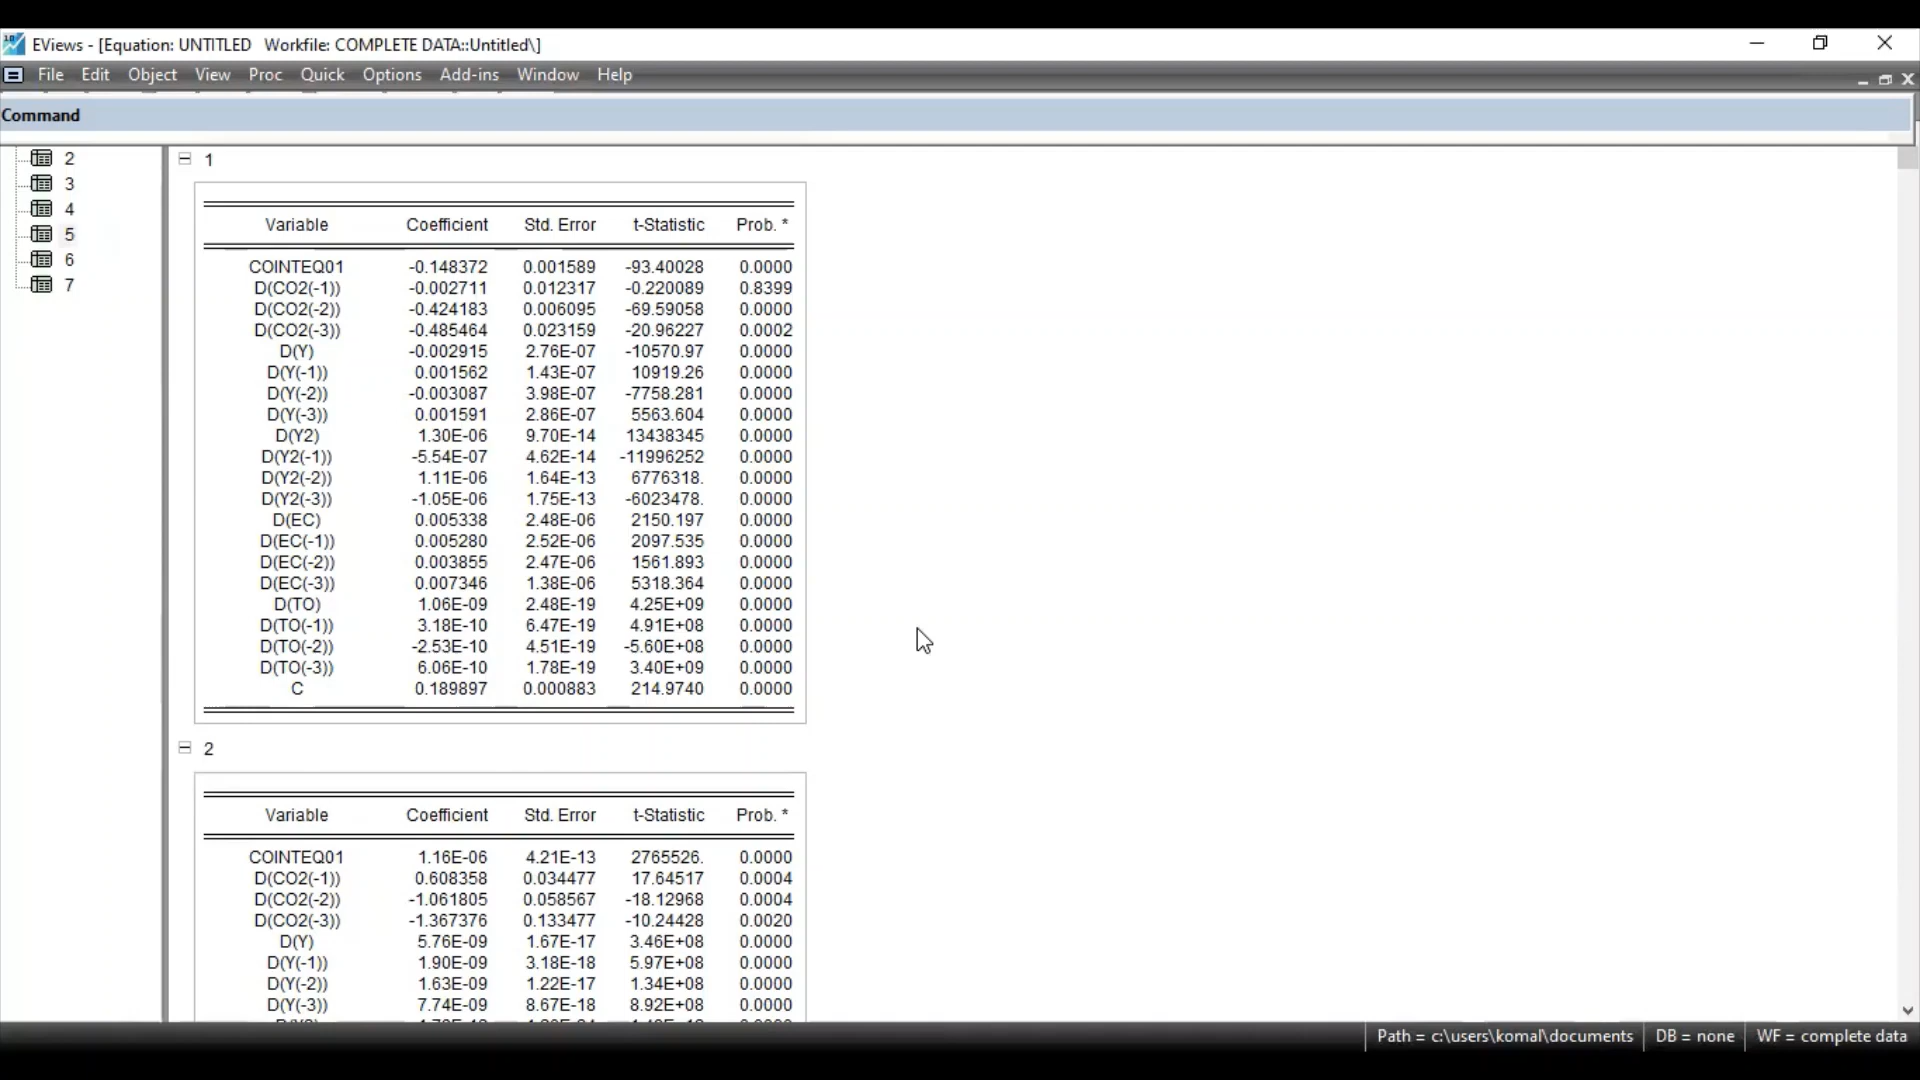 EViews - [Equation: UNTITLED   Workfile: COMPLETE DATA::Untitled\]
File Edit Object View Proc Quick Options Add-ins Window Help
Command
2
3
4
5
6
7
1
Variable Coefficient Std. Error t-Statistic Prob. *
COINTEQ01 -0.148372 0.001589 -93.40028 0.0000
D(CO2(-1)) -0.002711 0.012317 -0.220089 0.8399
D(CO2(-2)) -0.424183 0.006095 -69.59058 0.0000
D(CO2(-3)) -0.485464 0.023159 -20.96227 0.0002
D(Y) -0.002915 2.76E-07 -10570.97 0.0000
D(Y(-1)) 0.001562 1.43E-07 10919.26 0.0000
D(Y(-2)) -0.003087 3.98E-07 -7758.281 0.0000
D(Y(-3)) 0.001591 2.86E-07 5563.604 0.0000
D(Y2) 1.30E-06 9.70E-14 13438345 0.0000
D(Y2(-1)) -5.54E-07 4.62E-14 -11996252 0.0000
D(Y2(-2)) 1.11E-06 1.64E-13 6776318. 0.0000
D(Y2(-3)) -1.05E-06 1.75E-13 -6023478. 0.0000
D(EC) 0.005338 2.48E-06 2150.197 0.0000
D(EC(-1)) 0.005280 2.52E-06 2097.535 0.0000
D(EC(-2)) 0.003855 2.47E-06 1561.893 0.0000
D(EC(-3)) 0.007346 1.38E-06 5318.364 0.0000
D(TO) 1.06E-09 2.48E-19 4.25E+09 0.0000
D(TO(-1)) 3.18E-10 6.47E-19 4.91E+08 0.0000
D(TO(-2)) -2.53E-10 4.51E-19 -5.60E+08 0.0000
D(TO(-3)) 6.06E-10 1.78E-19 3.40E+09 0.0000
C 0.189897 0.000883 214.9740 0.0000
2
Variable Coefficient Std. Error t-Statistic Prob. *
COINTEQ01 1.16E-06 4.21E-13 2765526. 0.0000
D(CO2(-1)) 0.608358 0.034477 17.64517 0.0004
D(CO2(-2)) -1.061805 0.058567 -18.12968 0.0004
D(CO2(-3)) -1.367376 0.133477 -10.24428 0.0020
D(Y) 5.76E-09 1.67E-17 3.46E+08 0.0000
D(Y(-1)) 1.90E-09 3.18E-18 5.97E+08 0.0000
D(Y(-2)) 1.63E-09 1.22E-17 1.34E+08 0.0000
D(Y(-3)) 7.74E-09 8.67E-18 8.92E+08 0.0000
Path = c:\users\komal\documents DB = none WF = complete data